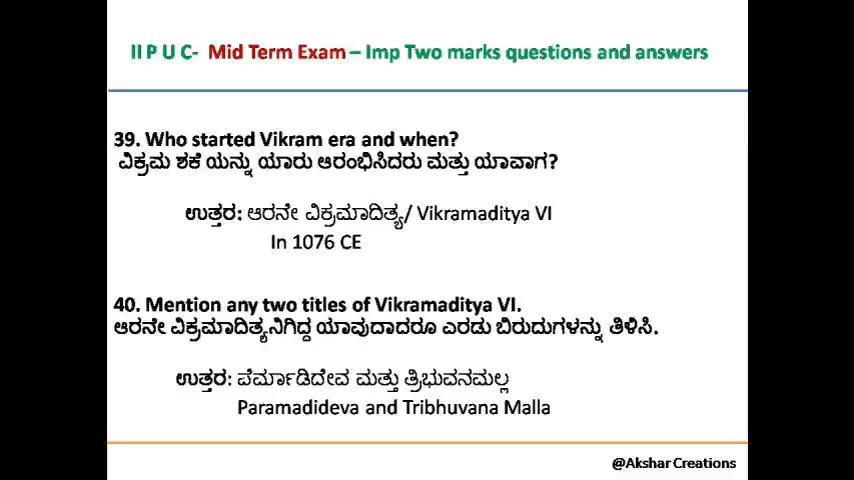 II P U C- Mid Term Exam – Imp Two marks questions and answers
39. Who started Vikram era and when?
ವಿಕ್ರಮ ಶಕೆ ಯನ್ನು ಯಾರು ಆರಂಭಿಸಿದರು ಮತ್ತು ಯಾವಾಗ?
ಉತ್ತರ: ಆರನೇ ವಿಕ್ರಮಾದಿತ್ಯ/ Vikramaditya VI
In 1076 CE
40. Mention any two titles of Vikramaditya VI.
ಆರನೇ ವಿಕ್ರಮಾದಿತ್ಯನಿಗಿದ್ದ ಯಾವುದಾದರೂ ಎರಡು ಬಿರುದುಗಳನ್ನು ತಿಳಿಸಿ.
ಉತ್ತರ: ಪೆರ್ಮಾಡಿದೇವ ಮತ್ತು ತ್ರಿಭುವನಮಲ್ಲ
Paramadideva and Tribhuvana Malla
@Akshar Creations